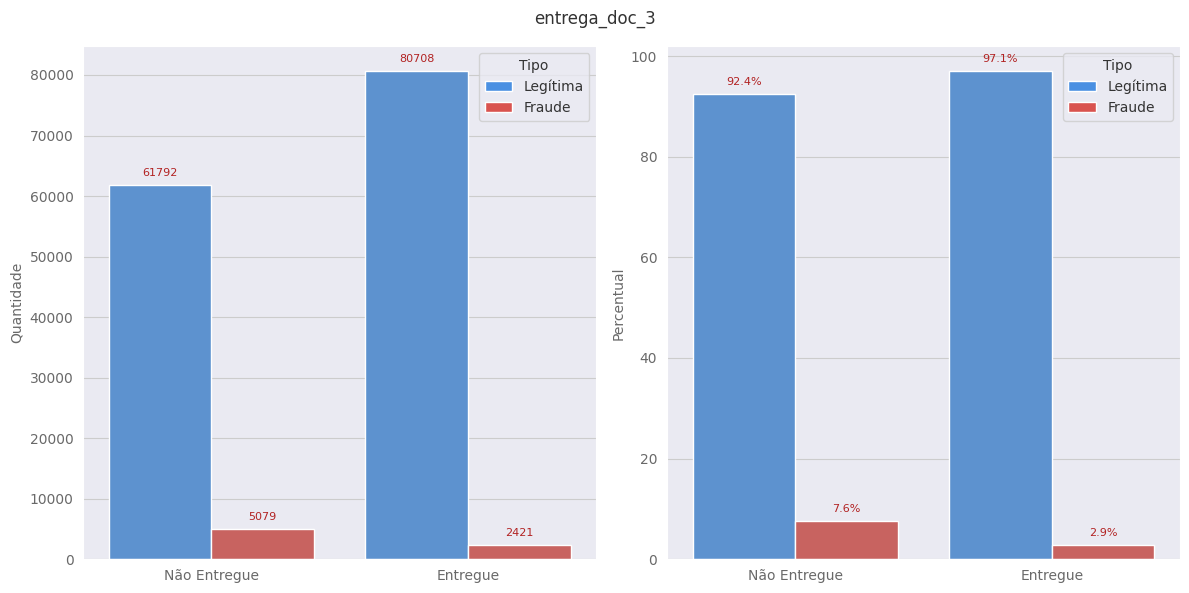 entrega_doc_3
Quantidade
80000
70000
60000
50000
40000
30000
20000
10000
0
61792
5079
80708
2421
Não Entregue
Entregue
Tipo
Legítima
Fraude
Percentual
100
80
60
40
20
0
92.4%
7.6%
97.1%
2.9%
Não Entregue
Entregue
Tipo
Legítima
Fraude